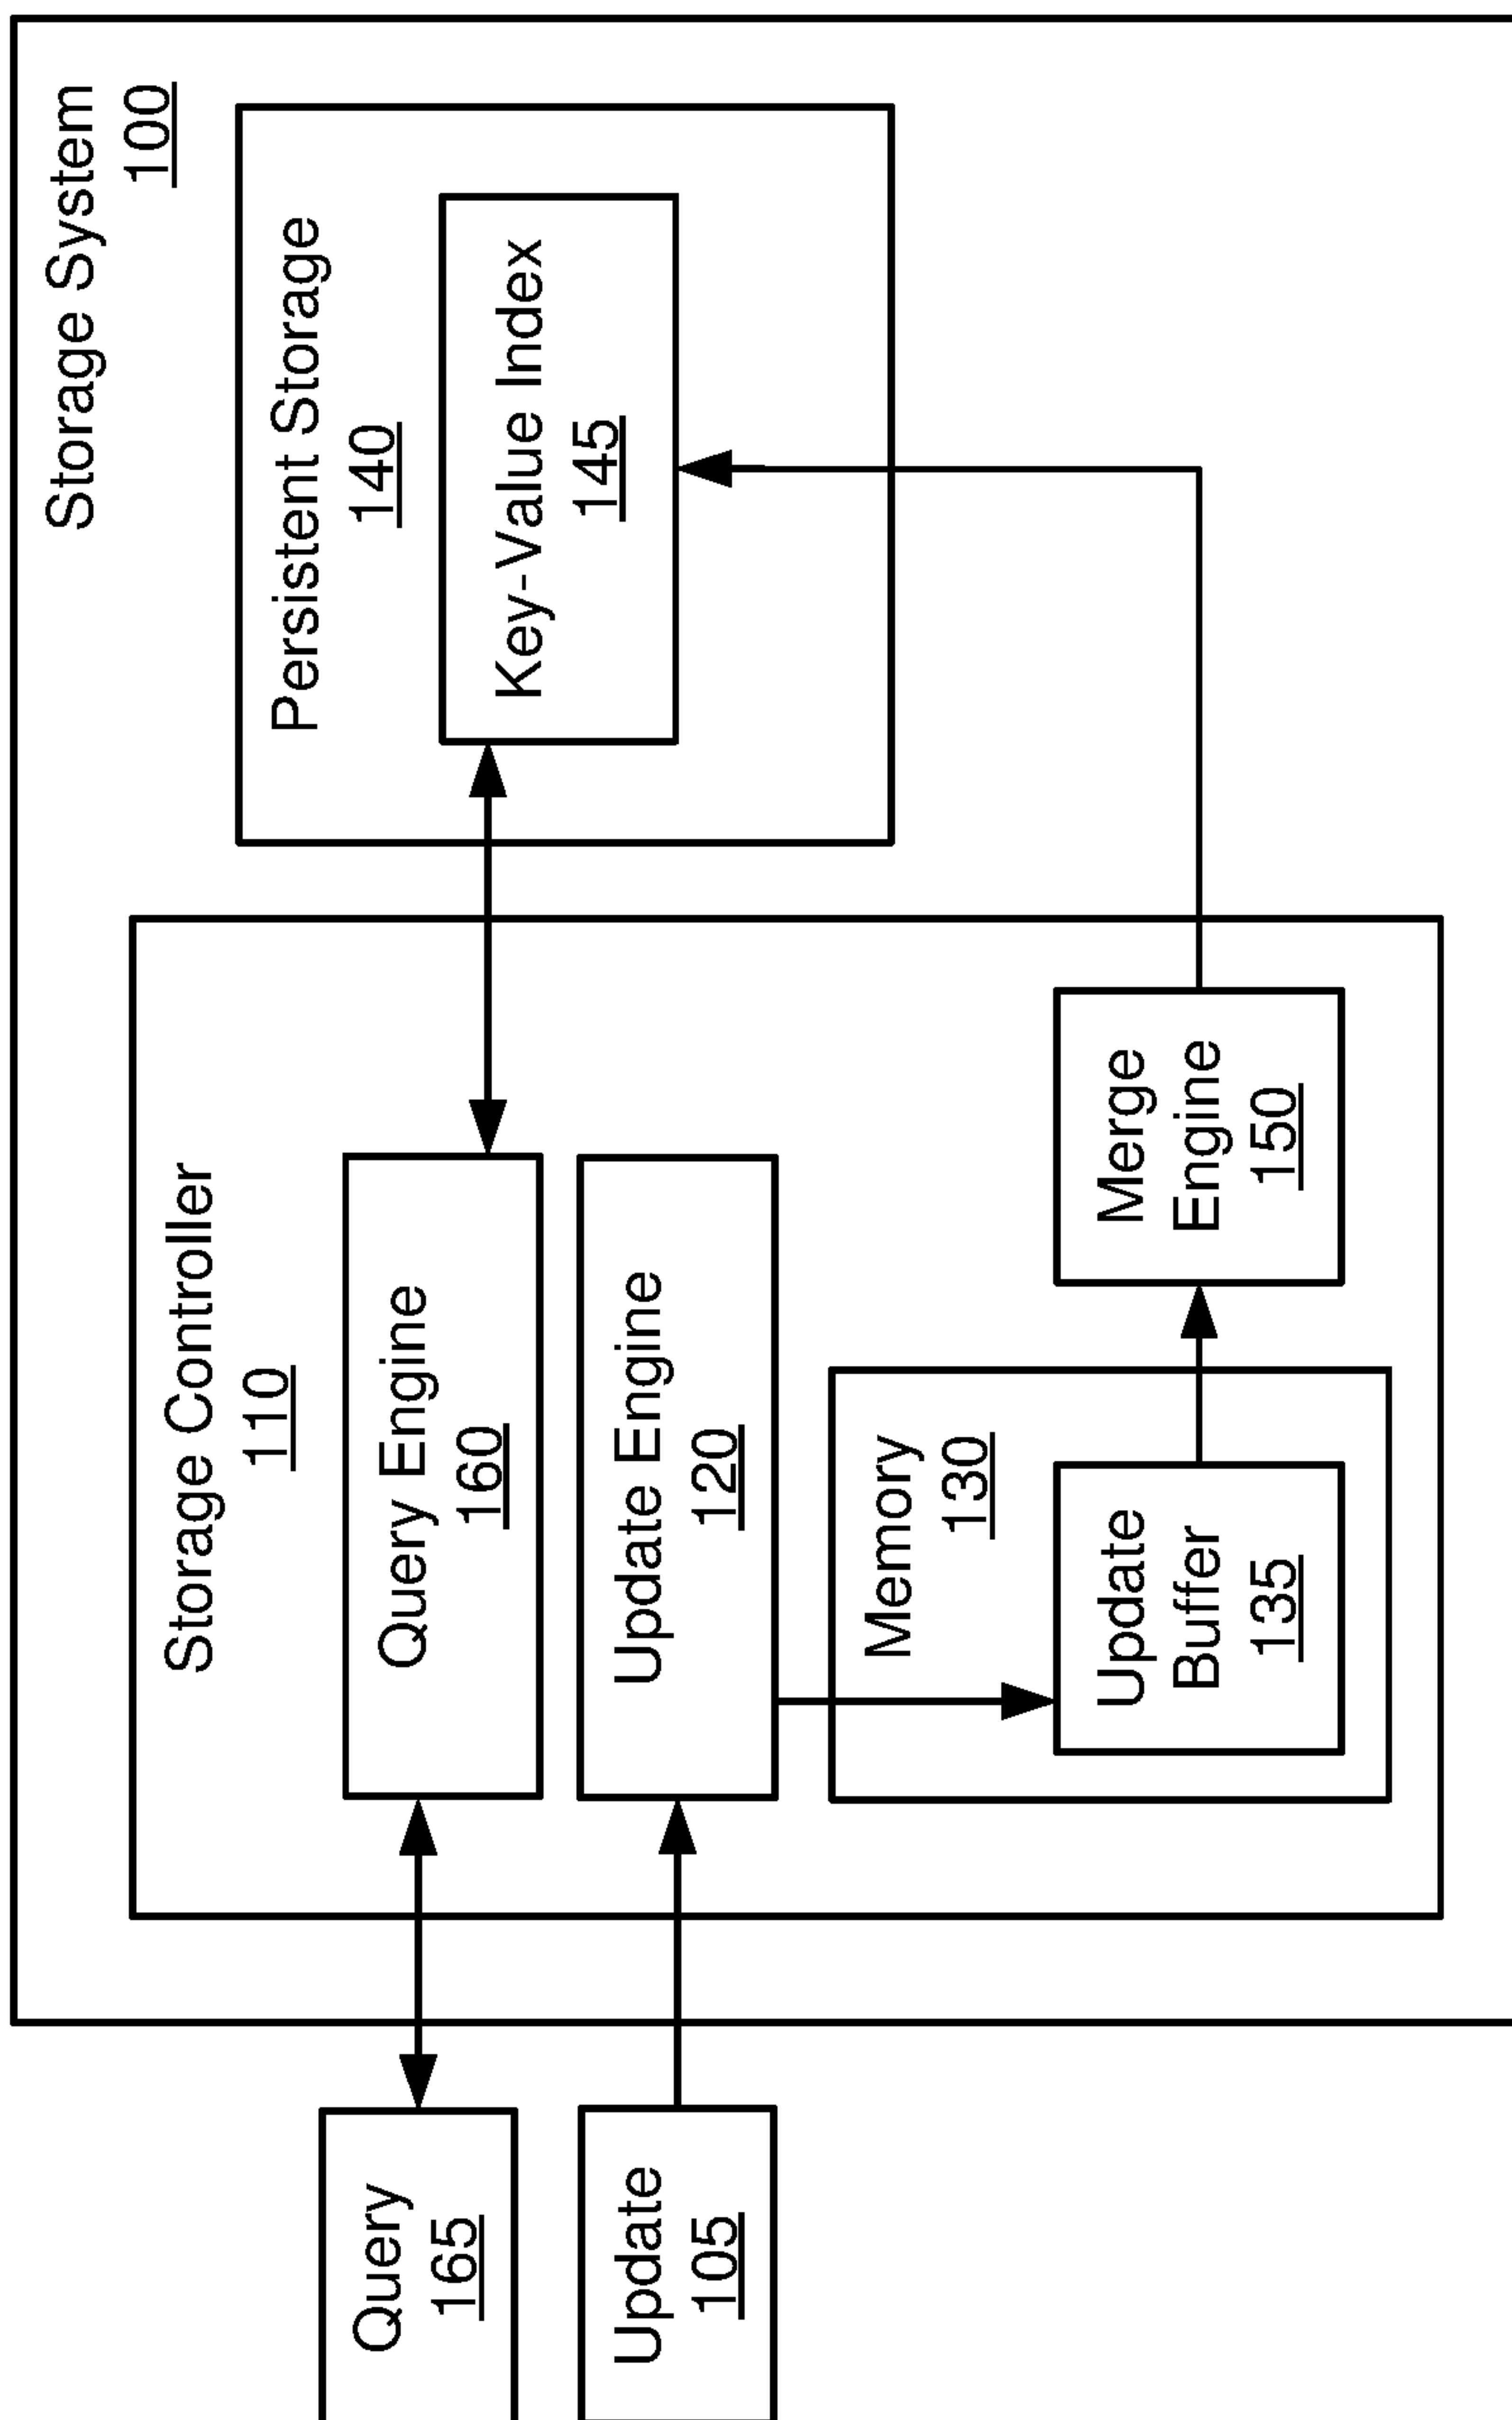 Storage System
100
Storage Controller
110
Persistent Storage
140
Query
165
Query Engine
160
Key-Value Index
145
Update
105
Update Engine
120
Memory
130
Update
Buffer
135
Merge
Engine
150